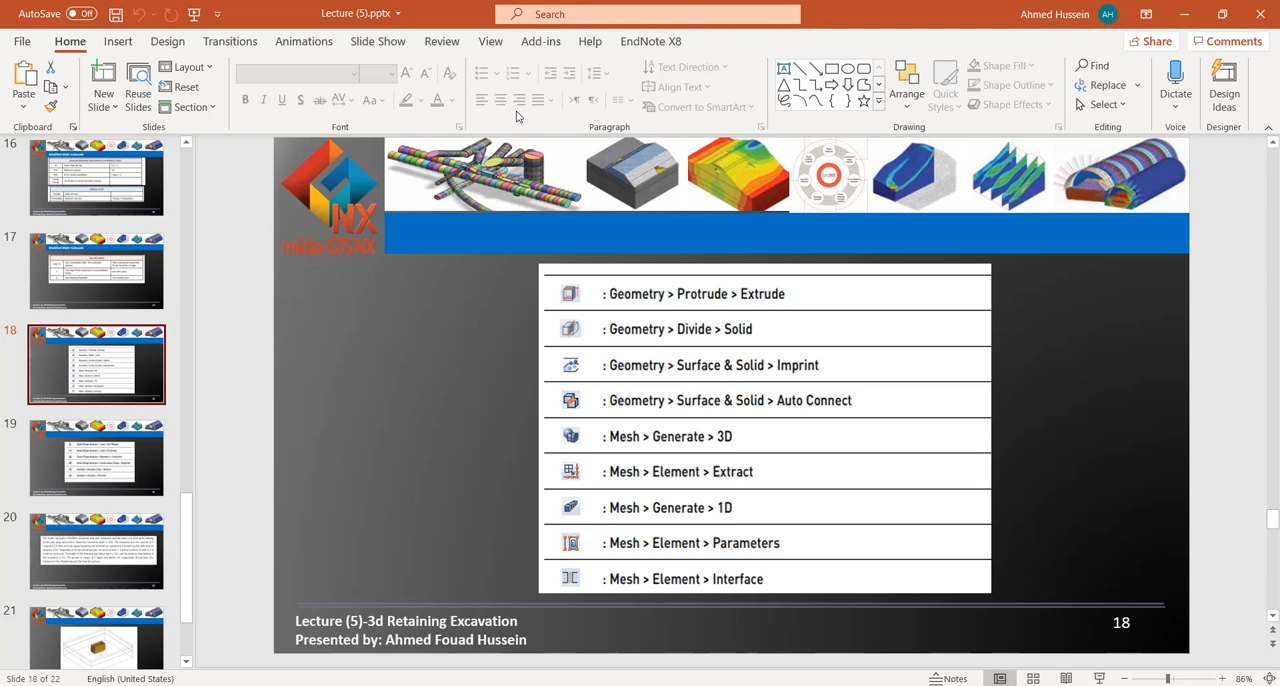 AutoSave Off
Lecture (5).pptx
Search
Ahmed Hussein AH
File Home Insert Design Transitions Animations Slide Show Review View Add-ins Help EndNote X8
Share Comments
Paste
New Slide
Reuse Slides
Layout
Reset
Section
B I U S ab AV Aa A
Text Direction
Align Text
Convert to SmartArt
Arrange
Quick Styles
Shape Fill
Shape Outline
Shape Effects
Find
Replace
Select
Dictate
Design Ideas
Clipboard Slides Font Paragraph Drawing Editing Voice Designer
16
17
18
19
20
21
NX
midas GTS NX
: Geometry > Protrude > Extrude
: Geometry > Divide > Solid
: Geometry > Surface & Solid > Imprint
: Geometry > Surface & Solid > Auto Connect
: Mesh > Generate > 3D
: Mesh > Element > Extract
: Mesh > Generate > 1D
: Mesh > Element > Parameters
: Mesh > Element > Interface
Lecture (5)-3d Retaining Excavation
Presented by: Ahmed Fouad Hussein
18
Slide 18 of 22 English (United States) Notes 86%